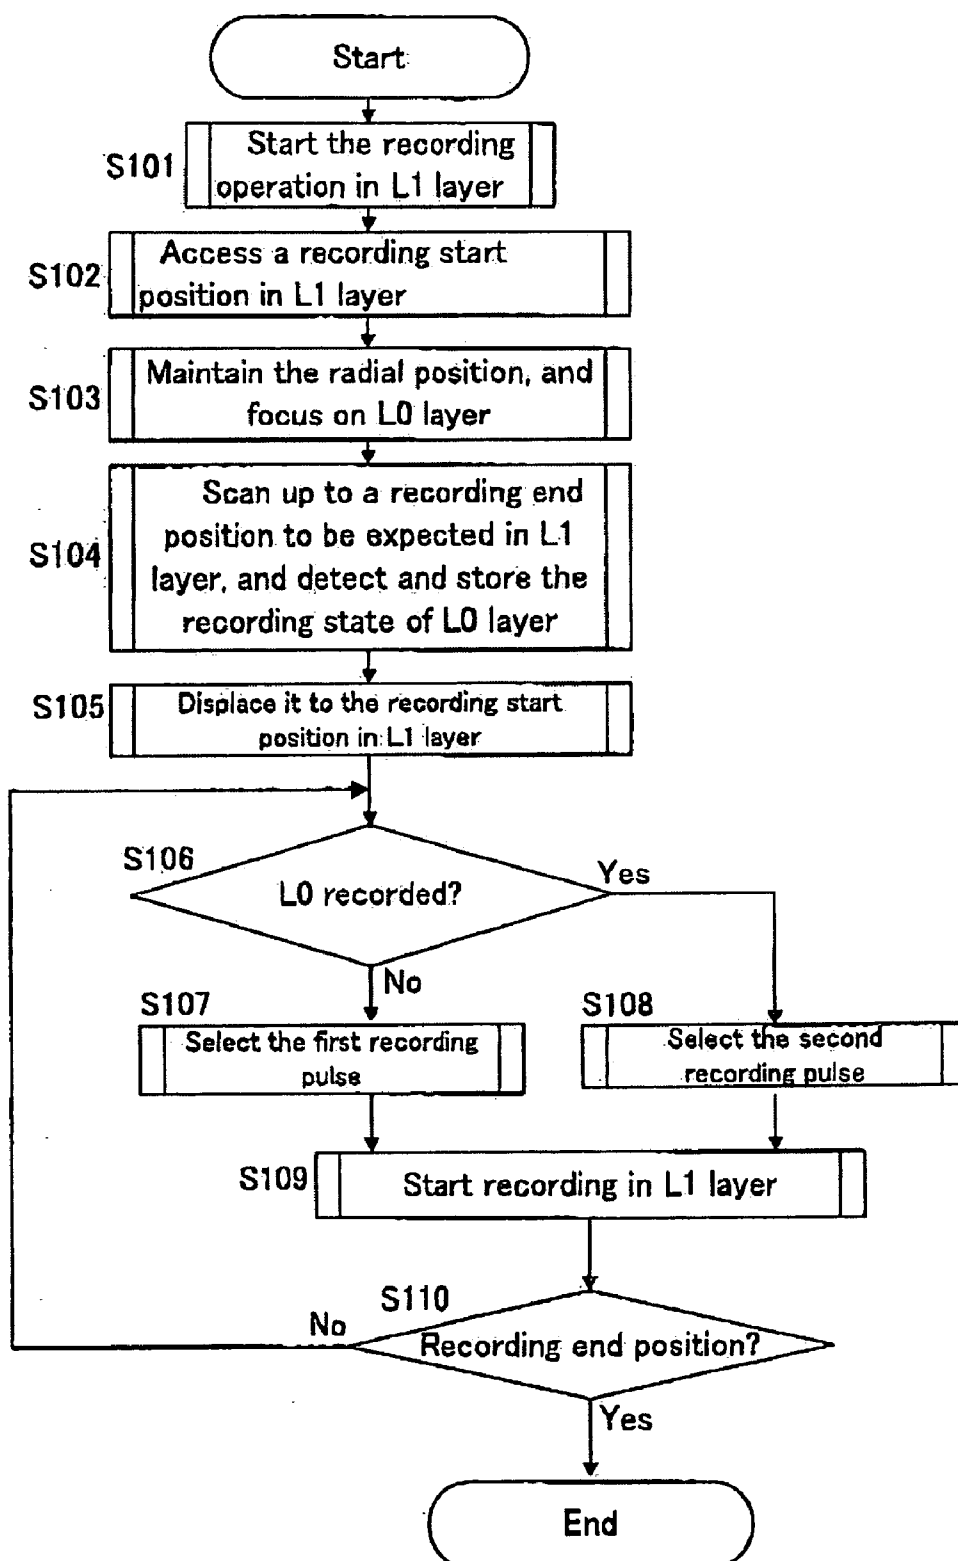 Start
S101
Start the recording
operation in L1 layer
S102
Access a recording start
position in L1 layer
S103
Maintain the radial position, and
focus on L0 layer
S104
Scan up to a recording end
position to be expected in L1
layer, and detect and store the
recording state of L0 layer
S105
Displace it to the recording start
position in L1 layer
S106
L0 recorded?
Yes
No
S107
Select the first recording
pulse
S108
Select the second
recording pulse
S109
Start recording in L1 layer
S110
No
Recording end position?
Yes
End